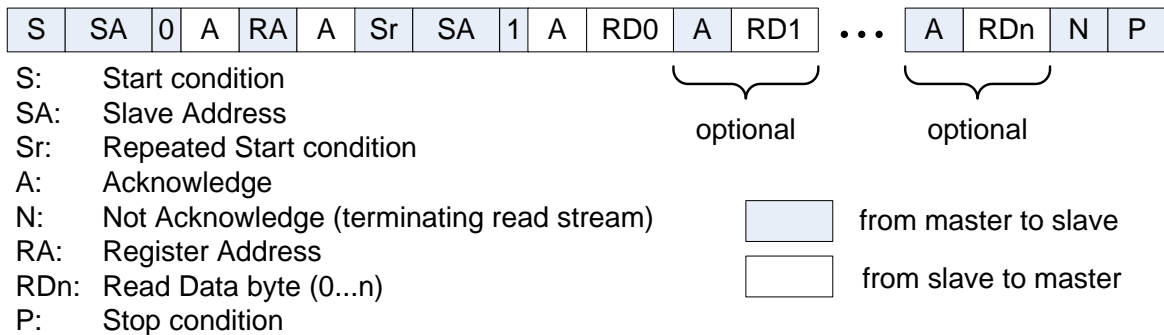 S SA 0 A RA A Sr SA 1 A RD0 A RD1 ••• A RDn N P
S: Start condition
SA: Slave Address
optional optional
Sr: Repeated Start condition
A: Acknowledge
N: Not Acknowledge (terminating read stream)
from master to slave
RA: Register Address
RDn: Read Data byte (0...n)
from slave to master
P: Stop condition